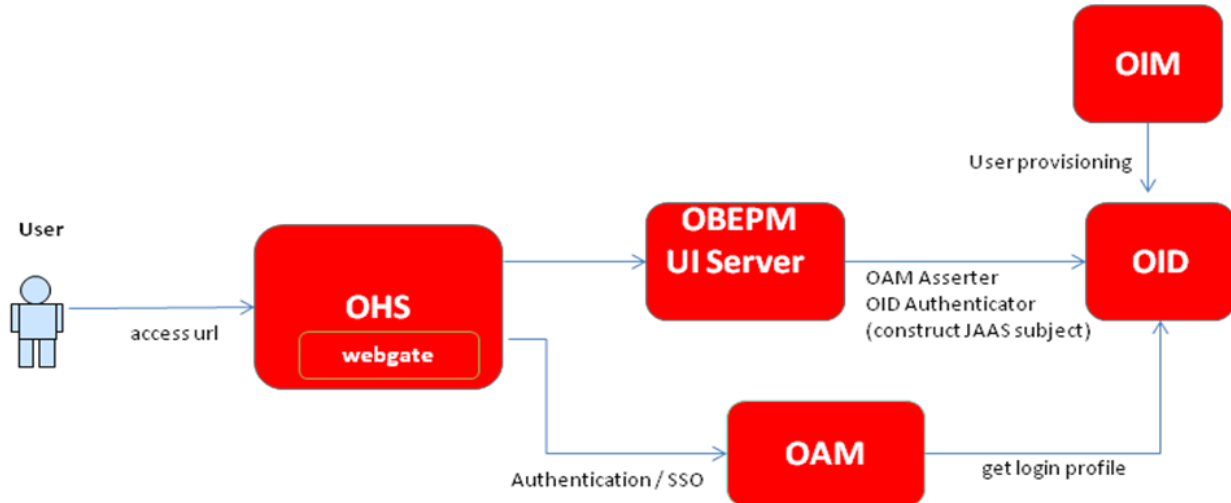 OIM
User provisioning
User
OBEPM
UI Server
OHS
webgate
access url
OID
OAM Asserter
OID Authenticator
(construct JAAS subject)
OAM
Authentication / SSO
get login profile